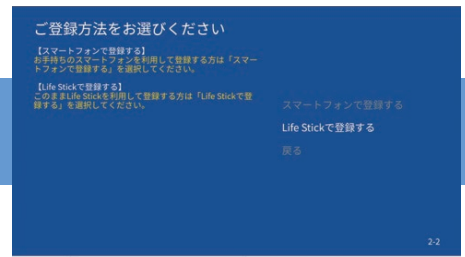 ご登録方法をお選びください
【スマートフォンで登録する】
お手持ちのスマートフォンを利用して登録する方は「スマー
トフォンで登録する」を選択してください。
【Life Stickで登録する】
このままLife Stickを利用して登録する方は「Life Stickで登
録する」を選択してください。
スマートフォンで登録する
Life Stickで登録する
戻る
2-2